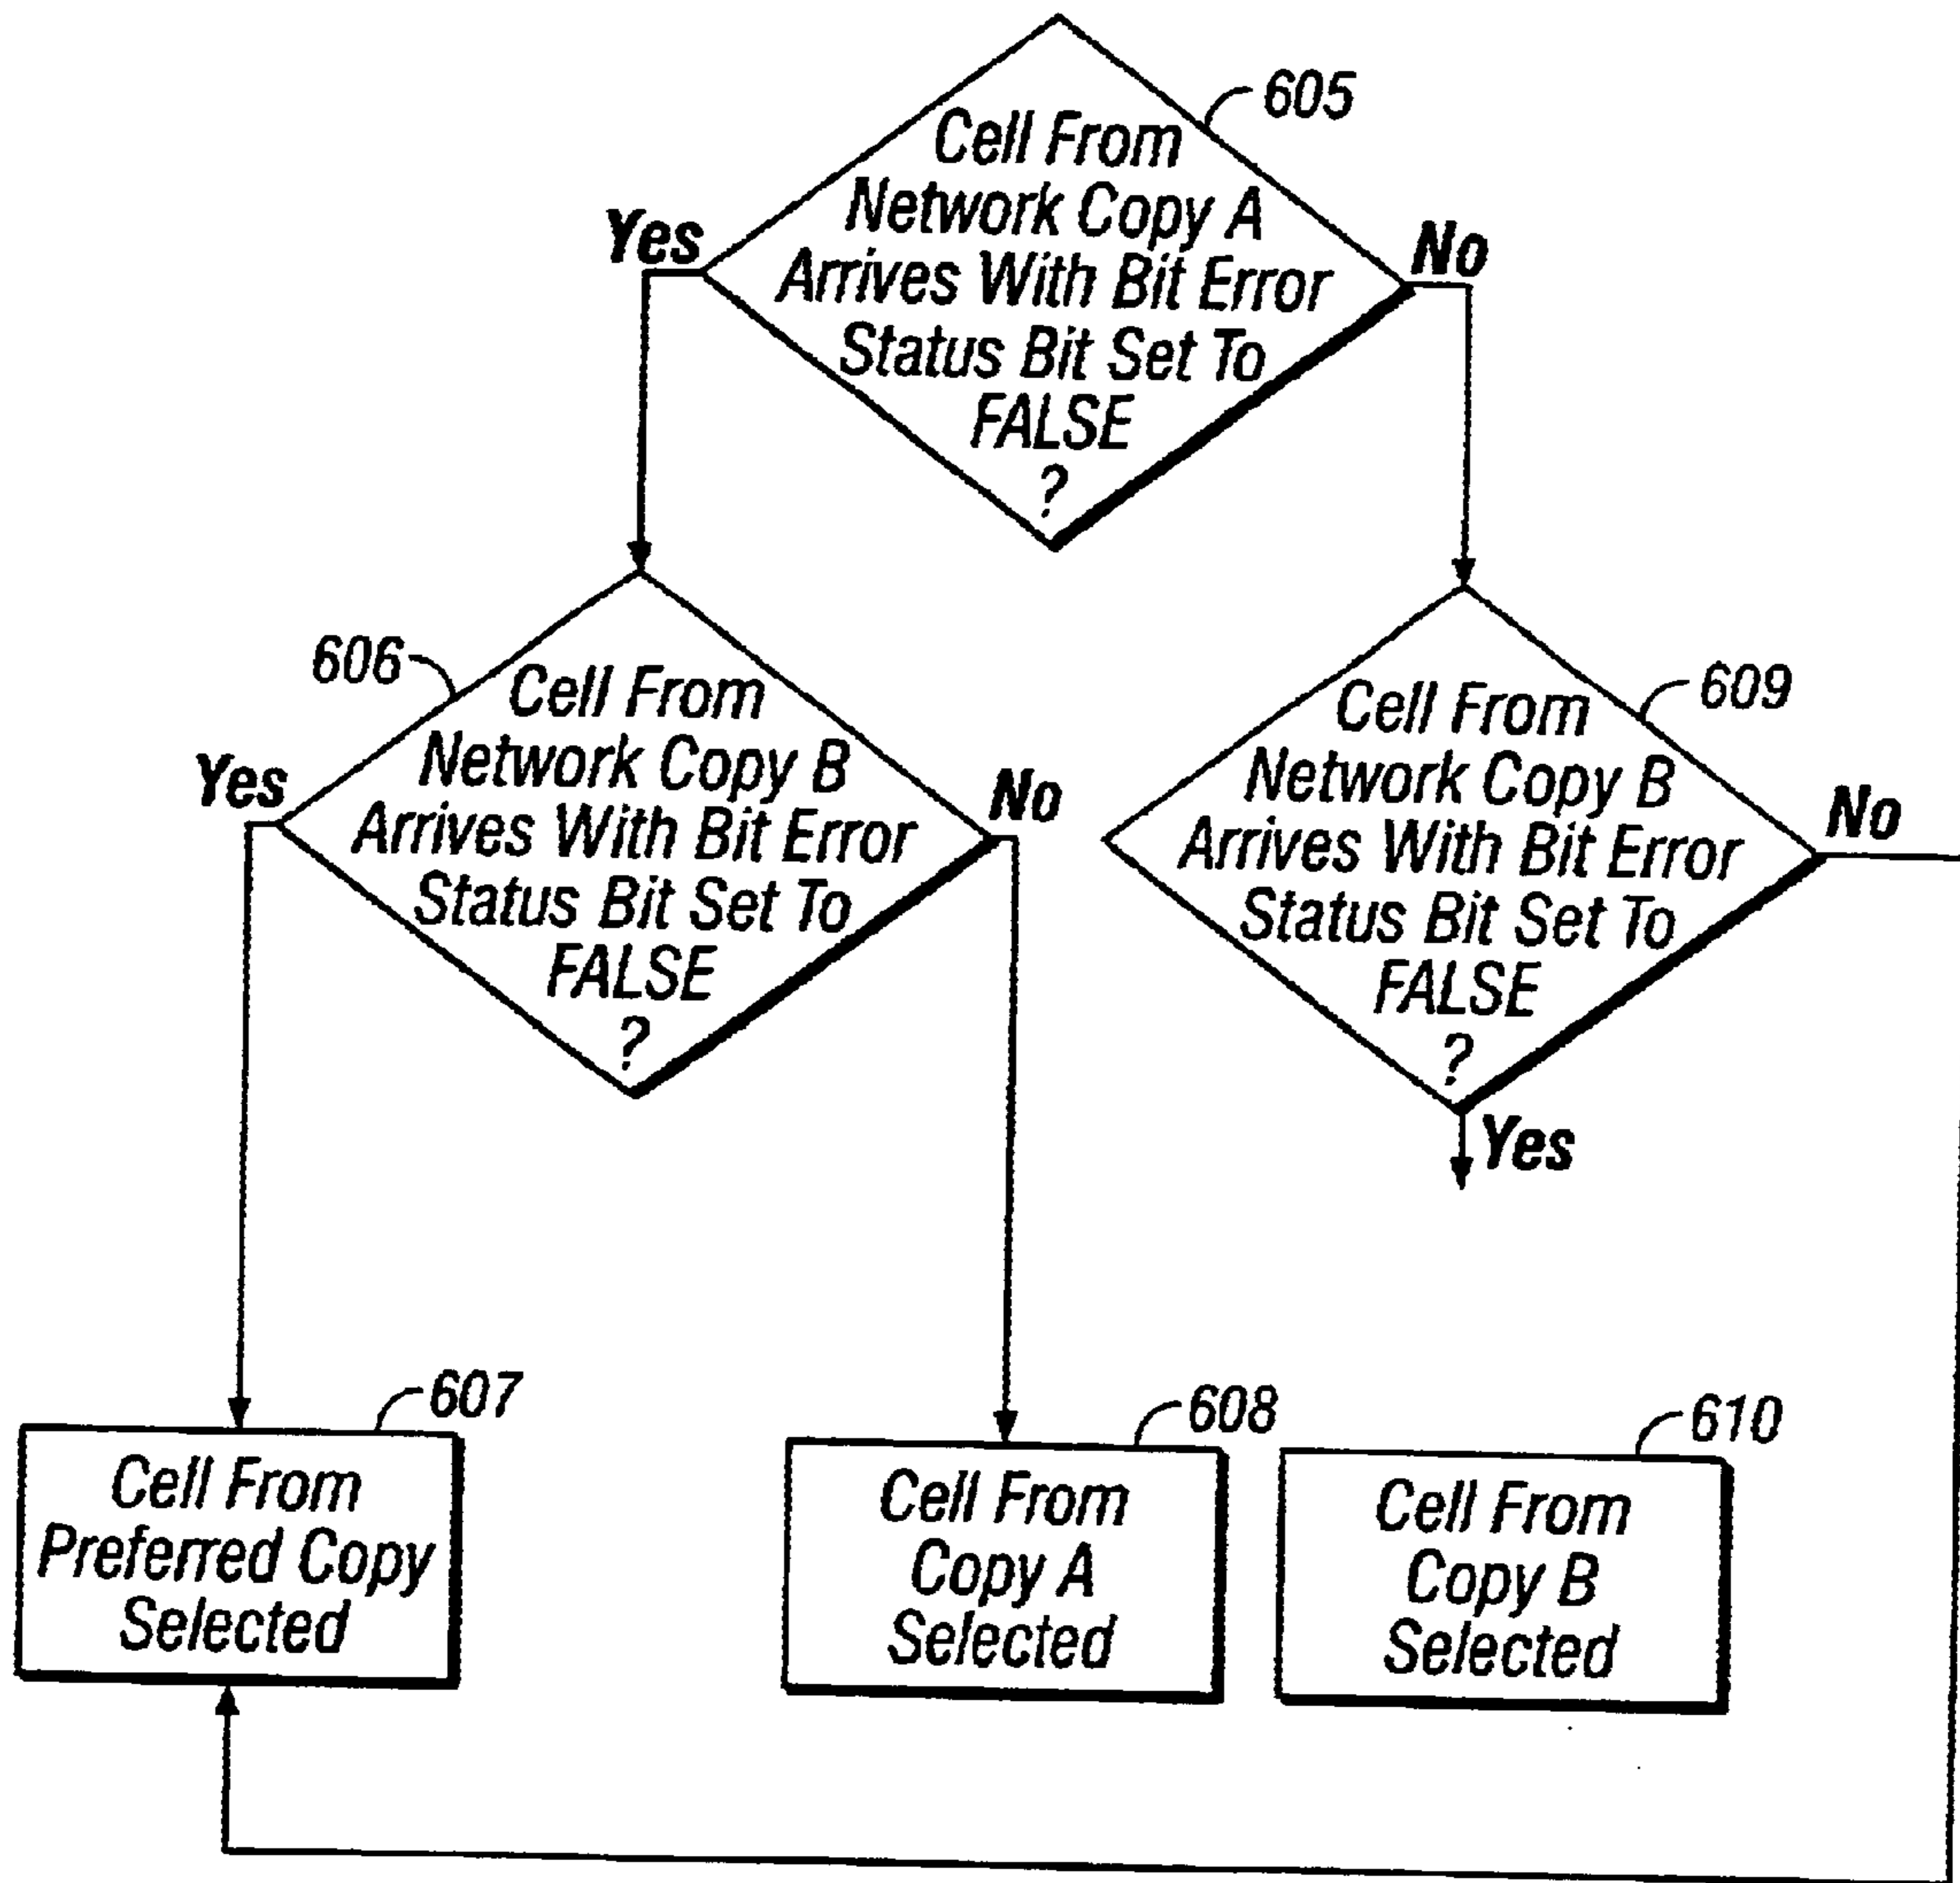 605
Cell From
Network Copy A
Arrives With Bit Error
Status Bit Set To
FALSE
?
Yes
No
606
Cell From
Network Copy B
Arrives With Bit Error
Status Bit Set To
FALSE
?
Yes
No
609
Cell From
Network Copy B
Arrives With Bit Error
Status Bit Set To
FALSE
?
No
Yes
607
Cell From
Preferred Copy
Selected
608
Cell From
Copy A
Selected
610
Cell From
Copy B
Selected